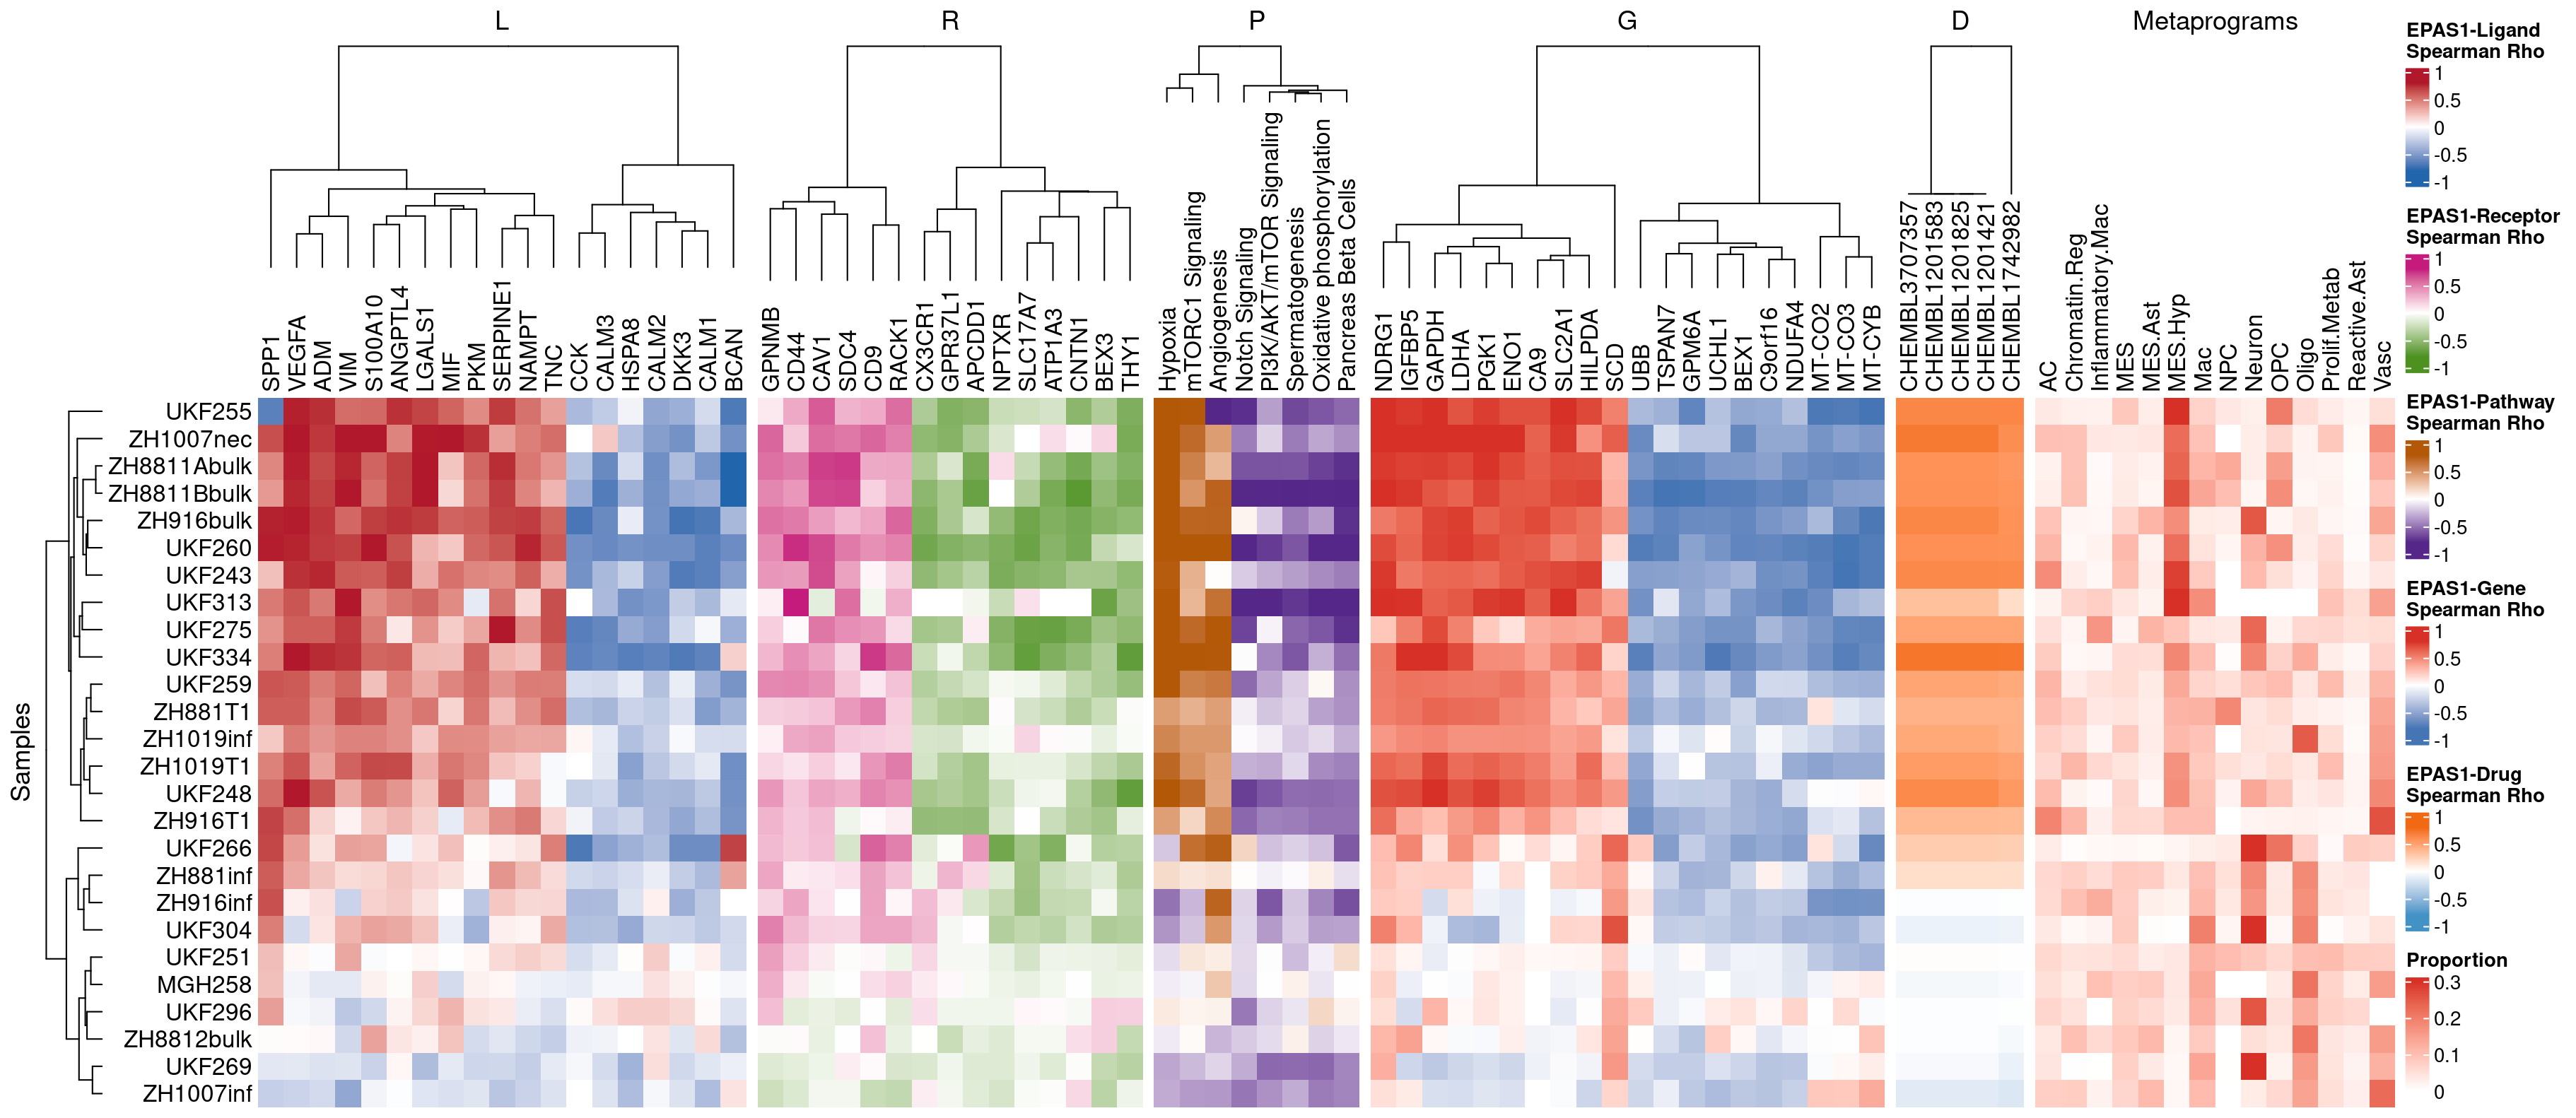 L R P G D Metaprograms
SPP1
VEGFA
ADM
VIM
S100A10
ANGPTL4
LGALS1
MIF
PKM
SERPINE1
NAMPT
TNC
CCK
CALM3
HSPA8
CALM2
DKK3
CALM1
BCAN
GPNMB
CD44
CAV1
SDC4
CD9
RACK1
CX3CR1
GPR37L1
APCDD1
NPTXR
SLC17A7
ATP1A3
CNTN1
BEX3
THY1
Hypoxia
mTORC1 Signaling
Angiogenesis
Notch Signaling
PI3K/AKT/mTOR Signaling
Spermatogenesis
Oxidative phosphorylation
Pancreas Beta Cells
NDRG1
IGFBP5
GAPDH
LDHA
PGK1
ENO1
CA9
SLC2A1
HILPDA
SCD
UBB
TSPAN7
GPM6A
UCHL1
BEX1
C9orf16
NDUFA4
MT-CO2
MT-CO3
MT-CYB
CHEMBL3707357
CHEMBL1201583
CHEMBL1201825
CHEMBL1201421
CHEMBL1742982
AC
Chromatin.Reg
Inflammatory.Mac
MES
MES.Ast
MES.Hyp
Mac
NPC
Neuron
OPC
Oligo
Prolif.Metab
Reactive.Ast
Vasc
Samples
UKF255
ZH1007nec
ZH8811Abulk
ZH8811Bbulk
ZH916bulk
UKF260
UKF243
UKF313
UKF275
UKF334
UKF259
ZH881T1
ZH1019inf
ZH1019T1
UKF248
ZH916T1
UKF266
ZH881inf
ZH916inf
UKF304
UKF251
MGH258
UKF296
ZH8812bulk
UKF269
ZH1007inf
EPAS1-Ligand
Spearman Rho
1
0.5
0
-0.5
-1
EPAS1-Receptor
Spearman Rho
1
0.5
0
-0.5
-1
EPAS1-Pathway
Spearman Rho
1
0.5
0
-0.5
-1
EPAS1-Gene
Spearman Rho
1
0.5
0
-0.5
-1
EPAS1-Drug
Spearman Rho
1
0.5
0
-0.5
-1
Proportion
0.3
0.2
0.1
0